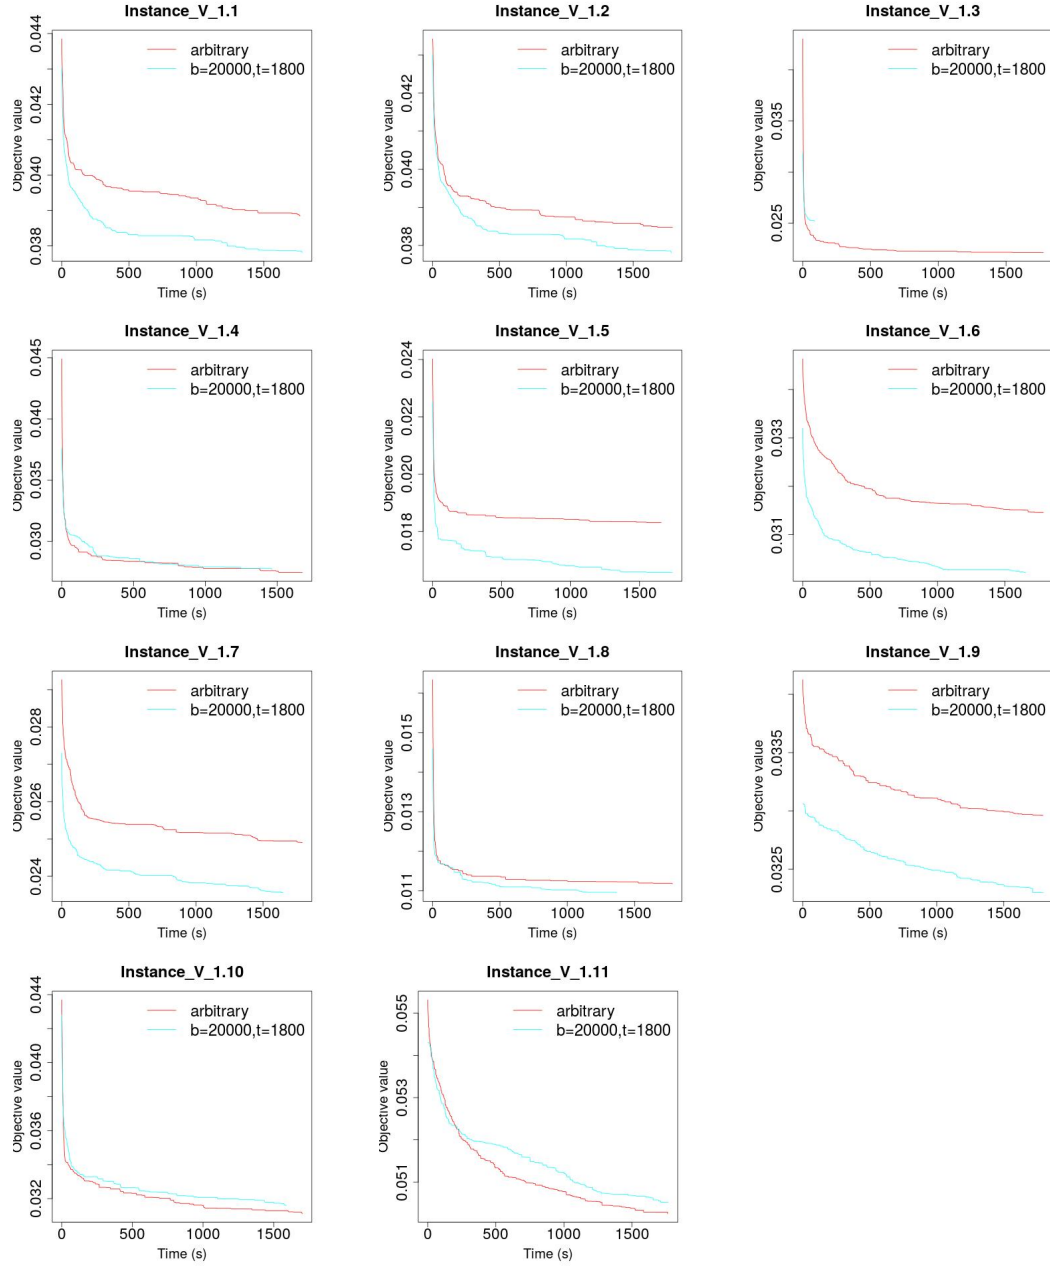 Instance_V_1.1
arbitrary
b=20000,t=1800
Objective value
0.044
0.042
0.040
0.038
0 500 1000 1500
Time (s)
Instance_V_1.2
arbitrary
b=20000,t=1800
Objective value
0.042
0.040
0.038
0 500 1000 1500
Time (s)
Instance_V_1.3
arbitrary
b=20000,t=1800
Objective value
0.035
0.025
0 500 1000 1500
Time (s)
Instance_V_1.4
arbitrary
b=20000,t=1800
Objective value
0.045
0.040
0.035
0.030
0 500 1000 1500
Time (s)
Instance_V_1.5
arbitrary
b=20000,t=1800
Objective value
0.024
0.022
0.020
0.018
0 500 1000 1500
Time (s)
Instance_V_1.6
arbitrary
b=20000,t=1800
Objective value
0.033
0.031
0 500 1000 1500
Time (s)
Instance_V_1.7
arbitrary
b=20000,t=1800
Objective value
0.028
0.026
0.024
0 500 1000 1500
Time (s)
Instance_V_1.8
arbitrary
b=20000,t=1800
Objective value
0.015
0.013
0.011
0 500 1000 1500
Time (s)
Instance_V_1.9
arbitrary
b=20000,t=1800
Objective value
0.0335
0.0325
0 500 1000 1500
Time (s)
Instance_V_1.10
arbitrary
b=20000,t=1800
Objective value
0.044
0.040
0.036
0.032
0 500 1000 1500
Time (s)
Instance_V_1.11
arbitrary
b=20000,t=1800
Objective value
0.055
0.053
0.051
0 500 1000 1500
Time (s)